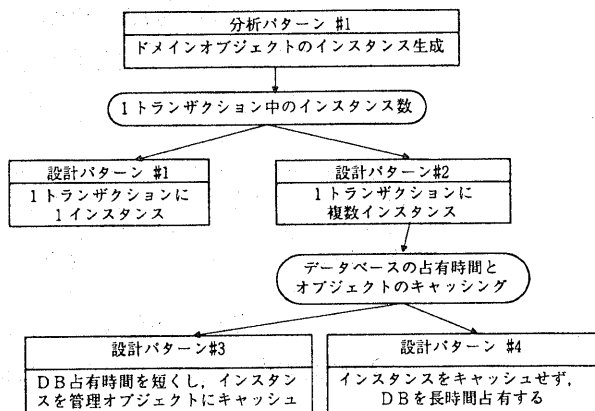 分析パターン #1
ドメインオブジェクトのインスタンス生成
1トランザクション中のインスタンス数
設計パターン #1
1トランザクションに
1インスタンス
設計パターン#2
1トランザクションに
複数インスタンス
データベースの占有時間と
オブジェクトのキャッシング
設計パターン#3
DB占有時間を短くし，インスタン
スを管理オブジェクトにキャッシュ
設計パターン #4
インスタンスをキャッシュせず，
DBを長時間占有する